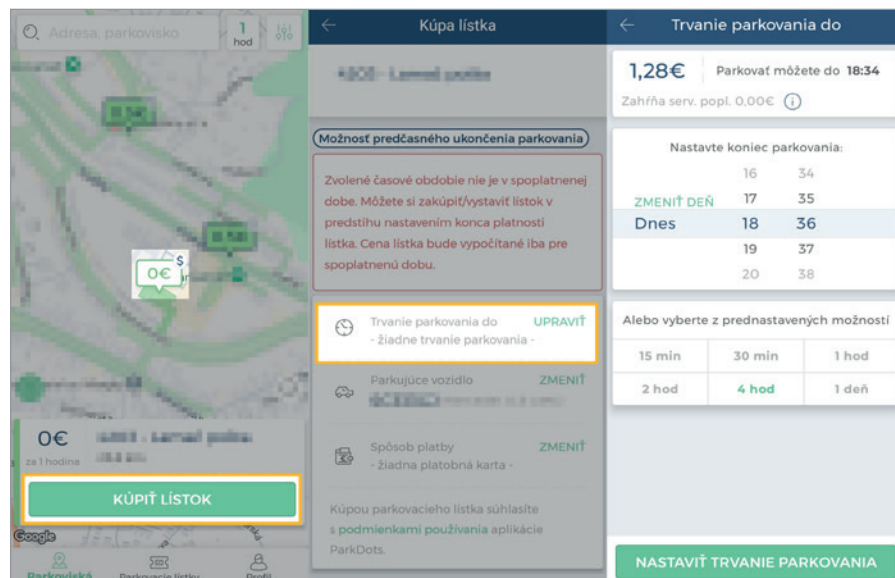 Adresa, parkovisko
1
hod
0€
$
0€
za 1 hodina
KÚPIŤ LÍSTOK
Google
Parkoviská
Parkovacie lístky
Profil
Kúpa lístka
Možnosť predčasného ukončenia parkovania
Zvolené časové obdobie nie je v spoplatnenej
dobe. Môžete si zakúpiť/vystaviť lístok v
predstihu nastavením konca platnosti
lístka. Cena lístka bude vypočítané iba pre
spoplatnenú dobu.
Trvanie parkovania do UPRAVIŤ
- žiadne trvanie parkovania -
Parkujúce vozidlo ZMENIŤ
Spôsob platby ZMENIŤ
- žiadna platobná karta -
Kúpou parkovacieho lístka súhlasíte
s podmienkami používania aplikácie
ParkDots.
Trvanie parkovania do
1,28€ Parkovať môžete do 18:34
Zahŕňa serv. popl. 0,00€ i
Nastavte koniec parkovania:
16 34
ZMENIŤ DEŇ 17 35
Dnes 18 36
19 37
20 38
Alebo vyberte z prednastavených možností
15 min 30 min 1 hod
2 hod 4 hod 1 deň
NASTAVIŤ TRVANIE PARKOVANIA